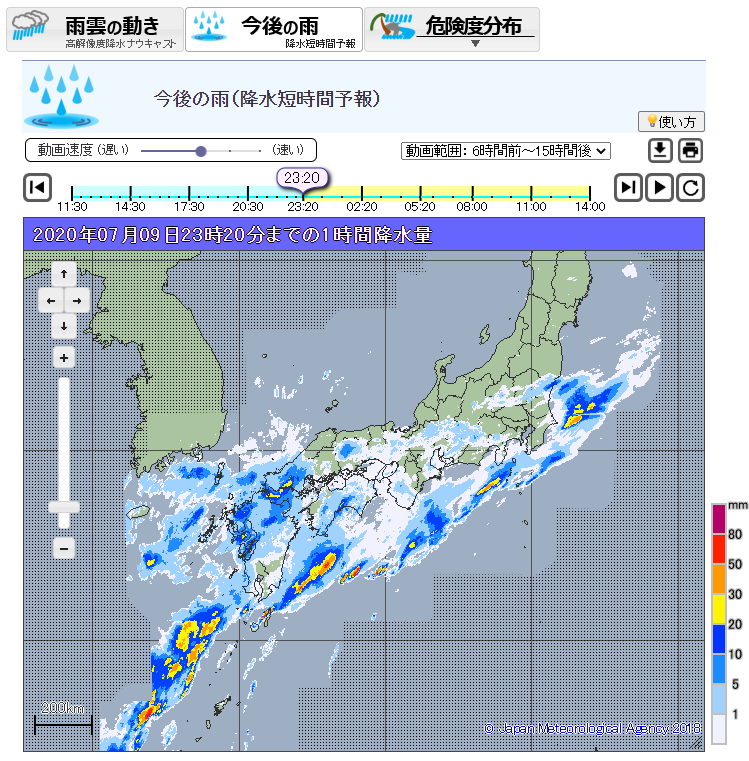 雨雲の動き
高解像度降水ナウキャスト
今後の雨
降水短時間予報
危険度分布
▼
今後の雨(降水短時間予報)
使い方
動画速度 (遅い) (速い)
動画範囲: 6時間前～15時間後
23:20
11:30 14:30 17:30 20:30 23:20 02:20 05:20 08:00 11:00 14:00
2020年07月09日23時20分までの1時間降水量
mm
80
50
30
20
10
5
1
200km
© Japan Meteorological Agency 2018